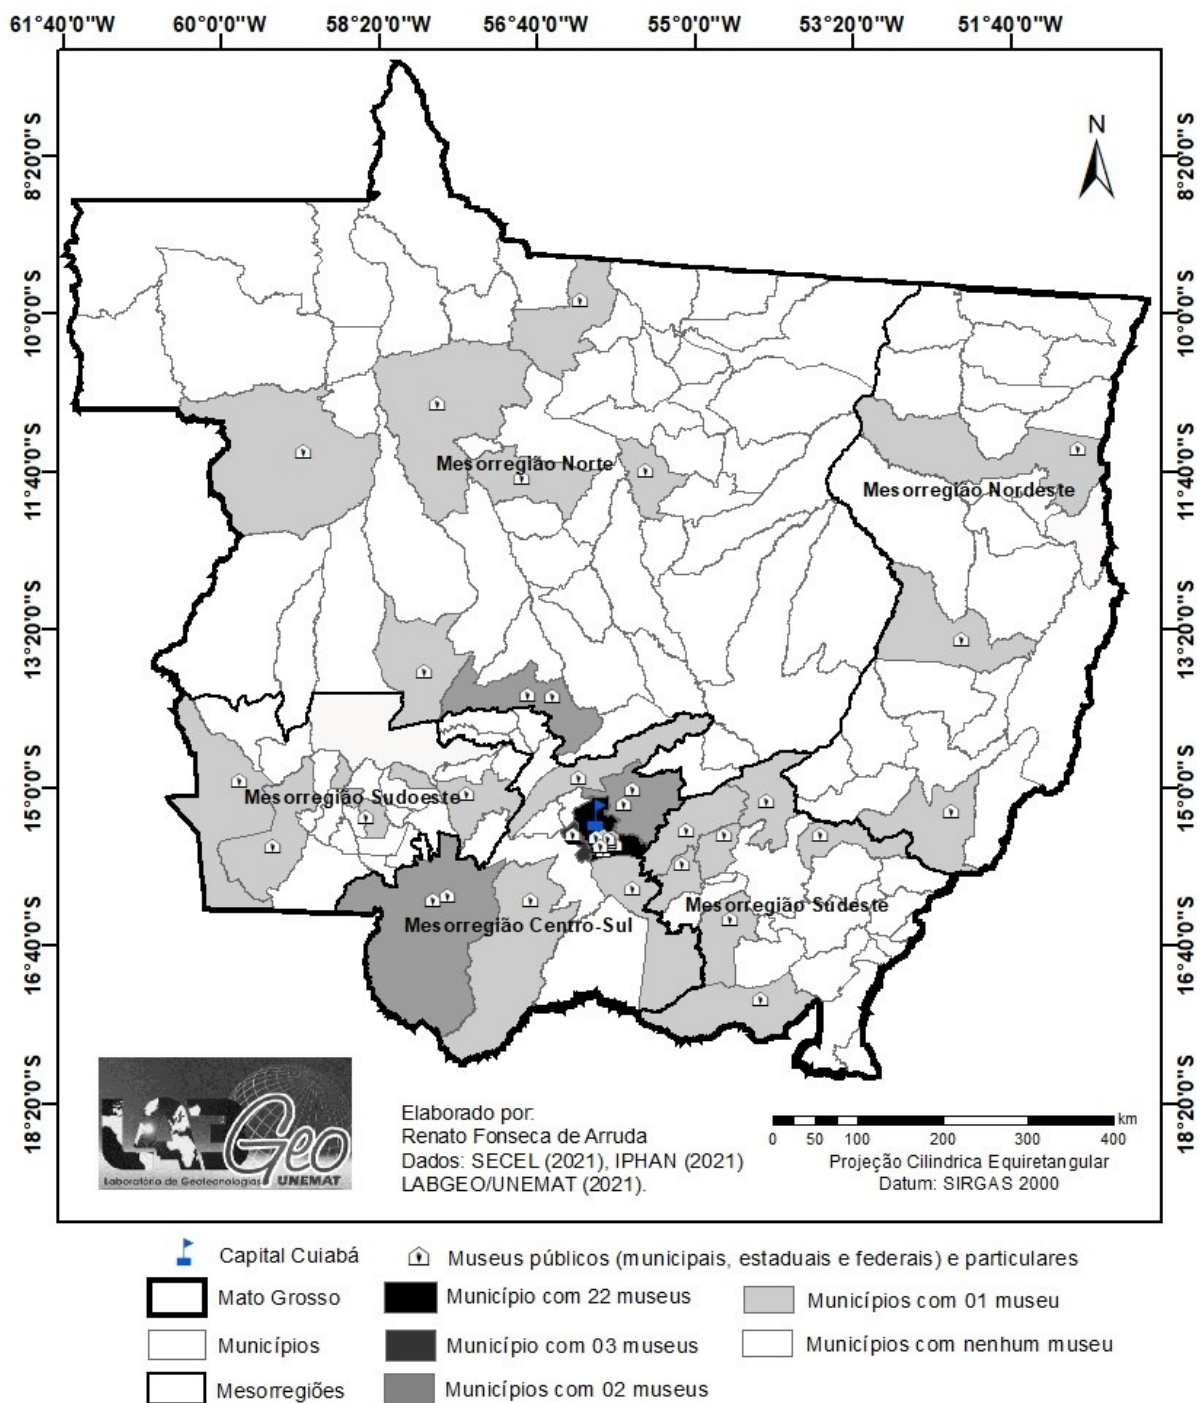 61°40'0"W 60°0'0"W 58°20'0"W 56°40'0"W 55°0'0"W 53°20'0"W 51°40'0"W
8°20'0"S
10°0'0"S
11°40'0"S
13°20'0"S
15°0'0"S
16°40'0"S
18°20'0"S
8°20'0"S
10°0'0"S
11°40'0"S
13°20'0"S
15°0'0"S
16°40'0"S
18°20'0"S
N
Mesorregião Norte
Mesorregião Nordeste
Mesorregião Sudoeste
Mesorregião Sudeste
Mesorregião Centro-Sul
LABGeo
Laboratório de Geotecnologias UNEMAT
Elaborado por:
Renato Fonseca de Arruda
Dados: SECEL (2021), IPHAN (2021)
LABGEO/UNEMAT (2021).
km
0 50 100 200 300 400
Projeção Cilindrica Equiretangular
Datum: SIRGAS 2000
Capital Cuiabá
Museus públicos (municipais, estaduais e federais) e particulares
Mato Grosso
Município com 22 museus
Municípios com 01 museu
Municípios
Município com 03 museus
Municípios com nenhum museu
Mesorregiões
Municípios com 02 museus